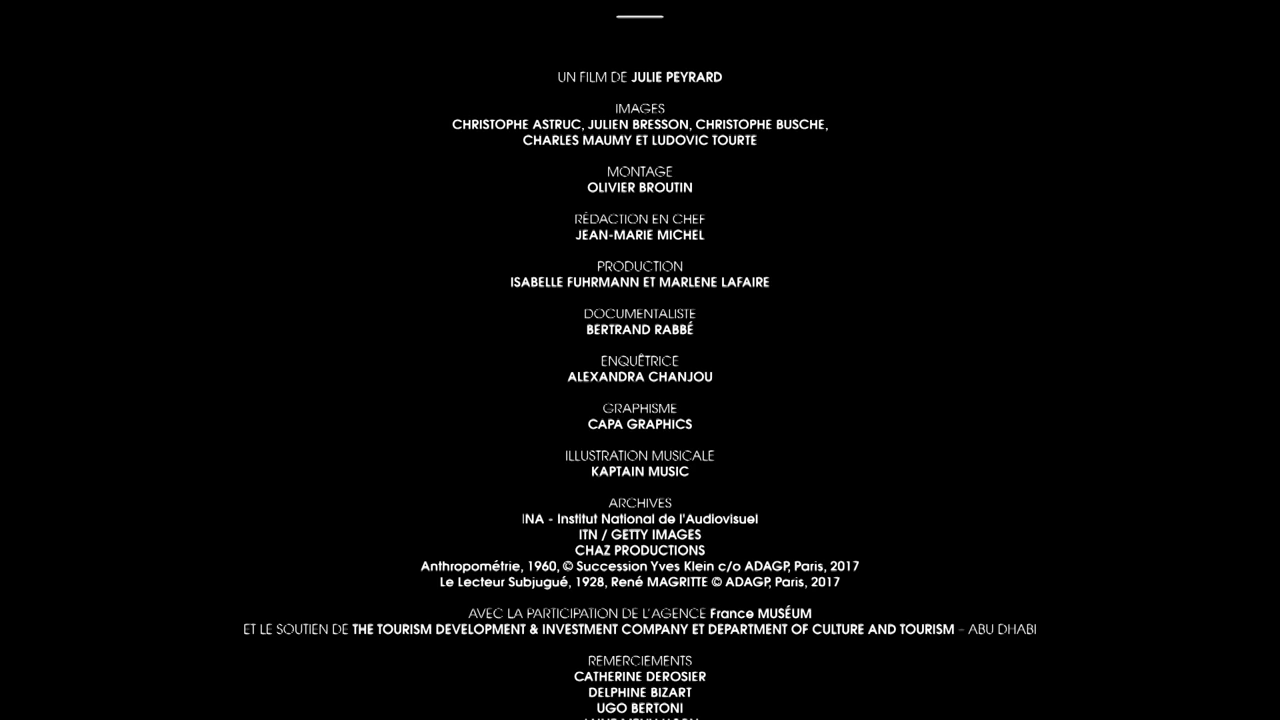 UN FILM DE JULIE PEYRARD
IMAGES
CHRISTOPHE ASTRUC, JULIEN BRESSON, CHRISTOPHE BUSCHE,
CHARLES MAUMY ET LUDOVIC TOURTE
MONTAGE
OLIVIER BROUTIN
RÉDACTION EN CHEF
JEAN-MARIE MICHEL
PRODUCTION
ISABELLE FUHRMANN ET MARLENE LAFAIRE
DOCUMENTALISTE
BERTRAND RABBÉ
ENQUÊTRICE
ALEXANDRA CHANJOU
GRAPHISME
CAPA GRAPHICS
ILLUSTRATION MUSICALE
KAPTAIN MUSIC
ARCHIVES
INA - Institut National de l'Audiovisuel
ITN / GETTY IMAGES
CHAZ PRODUCTIONS
Anthropométrie, 1960, © Succession Yves Klein c/o ADAGP, Paris, 2017
Le Lecteur Subjugué, 1928, René MAGRITTE © ADAGP, Paris, 2017
AVEC LA PARTICIPATION DE L'AGENCE France MUSÉUM
ET LE SOUTIEN DE THE TOURISM DEVELOPMENT & INVESTMENT COMPANY ET DEPARTMENT OF CULTURE AND TOURISM – ABU DHABI
REMERCIEMENTS
CATHERINE DEROSIER
DELPHINE BIZART
UGO BERTONI